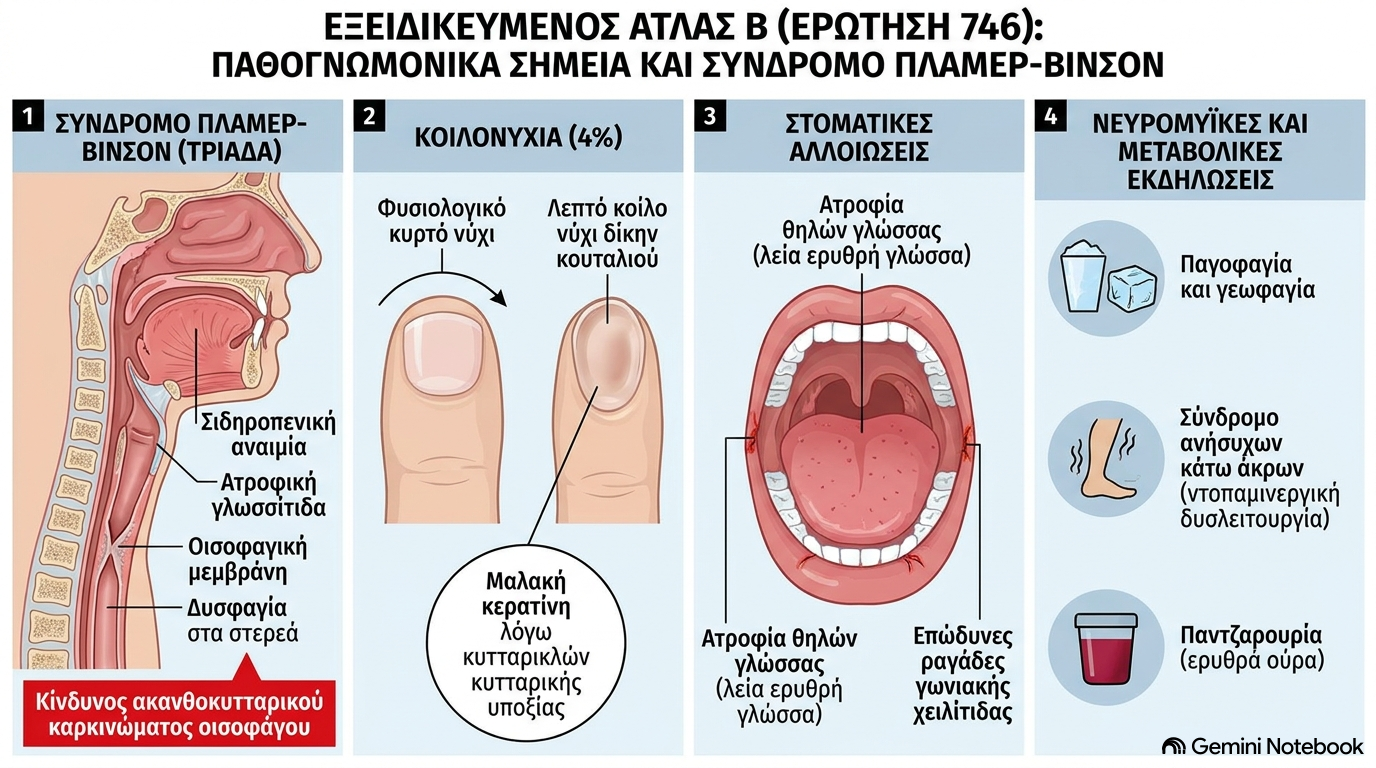 ΕΞΕΙΔΙΚΕΥΜΕΝΟΣ ΑΤΛΑΣ Β (ΕΡΩΤΗΣΗ 746):
ΠΑΘΟΓΝΩΜΟΝΙΚΑ ΣΗΜΕΙΑ ΚΑΙ ΣΥΝΔΡΟΜΟ ΠΛΑΜΕΡ-ΒΙΝΣΟΝ
1
ΣΥΝΔΡΟΜΟ ΠΛΑΜΕΡ-
ΒΙΝΣΟΝ (ΤΡΙΑΔΑ)
Σιδηροπενική
αναιμία
Ατροφική
γλωσσίτιδα
Οισοφαγική
μεμβράνη
Δυσφαγία
στα στερεά
Κίνδυνος ακανθοκυτταρικού
καρκινώματος οισοφάγου
2
ΚΟΙΛΟΝΥΧΙΑ (4%)
Φυσιολογικό
κυρτό νύχι
Λεπτό κοίλο
νύχι δίκην
κουταλιού
Μαλακή
κερατίνη
λόγω
κυτταρικλών
κυτταρικής
υποξίας
3
ΣΤΟΜΑΤΙΚΕΣ
ΑΛΛΟΙΩΣΕΙΣ
Ατροφία
θηλών γλώσσας
(λεία ερυθρή γλώσσα)
Ατροφία θηλών
γλώσσας
(λεία ερυθρή
γλώσσα)
Επώδυνες
ραγάδες
γωνιακής
χειλίτιδας
4
ΝΕΥΡΟΜΥΪΚΕΣ ΚΑΙ
ΜΕΤΑΒΟΛΙΚΕΣ
ΕΚΔΗΛΩΣΕΙΣ
Παγοφαγία
και γεωφαγία
Σύνδρομο
ανήσυχων
κάτω άκρων
(ντοπαμινεργική
δυσλειτουργία)
Παντζαρουρία
(ερυθρά ούρα)
Gemini Notebook